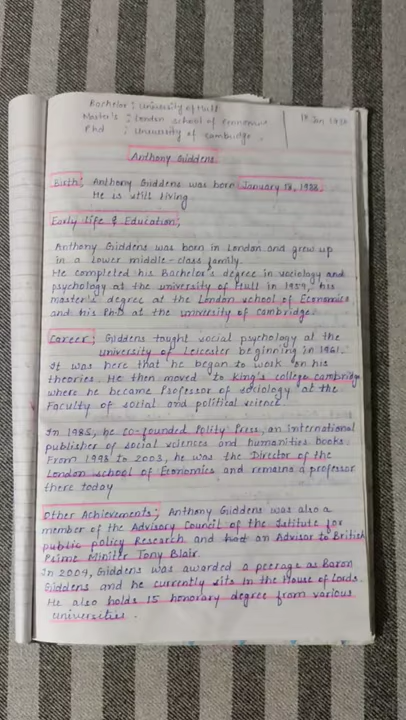 Bachelor : University of Hull
Master's : London school of economics
Phd : University of Cambridge.
18 Jan 1938
Anthony Giddens
Birth; Anthony Giddens was born January 18, 1938.
He is still living
Early life & Education;
Anthony Giddens was born in London and grew up
in a lower middle-class family.
He completed his Bachelor's degree in sociology and
psychology at the university of Hull in 1959, his
master's degree at the London school of Economics
and his PhD at the university of cambridge.
Career; Giddens taught social psychology at the
university of Leicester beginning in 1961.
It was here that he began to work on his
theories. He then moved to King's college cambridge
where he became Professor of sociology at the
Faculty of social and political science.
In 1985, he co-founded Polity Press, an international
publisher of social sciences and humanities books.
From 1998 to 2003, he was the Director of the
London school of Economics and remains a professor
there today
Other Achievements; Anthony Giddens was also a
member of the Advisory Council of the Institute for
public policy Research and had an Advisor to British
Prime Minister Tony Blair.
In 2004, Giddens was awarded a peerage as Baron
Giddens and he currently sits in the House of Lords.
He also holds 15 honorary degree from various
universities.